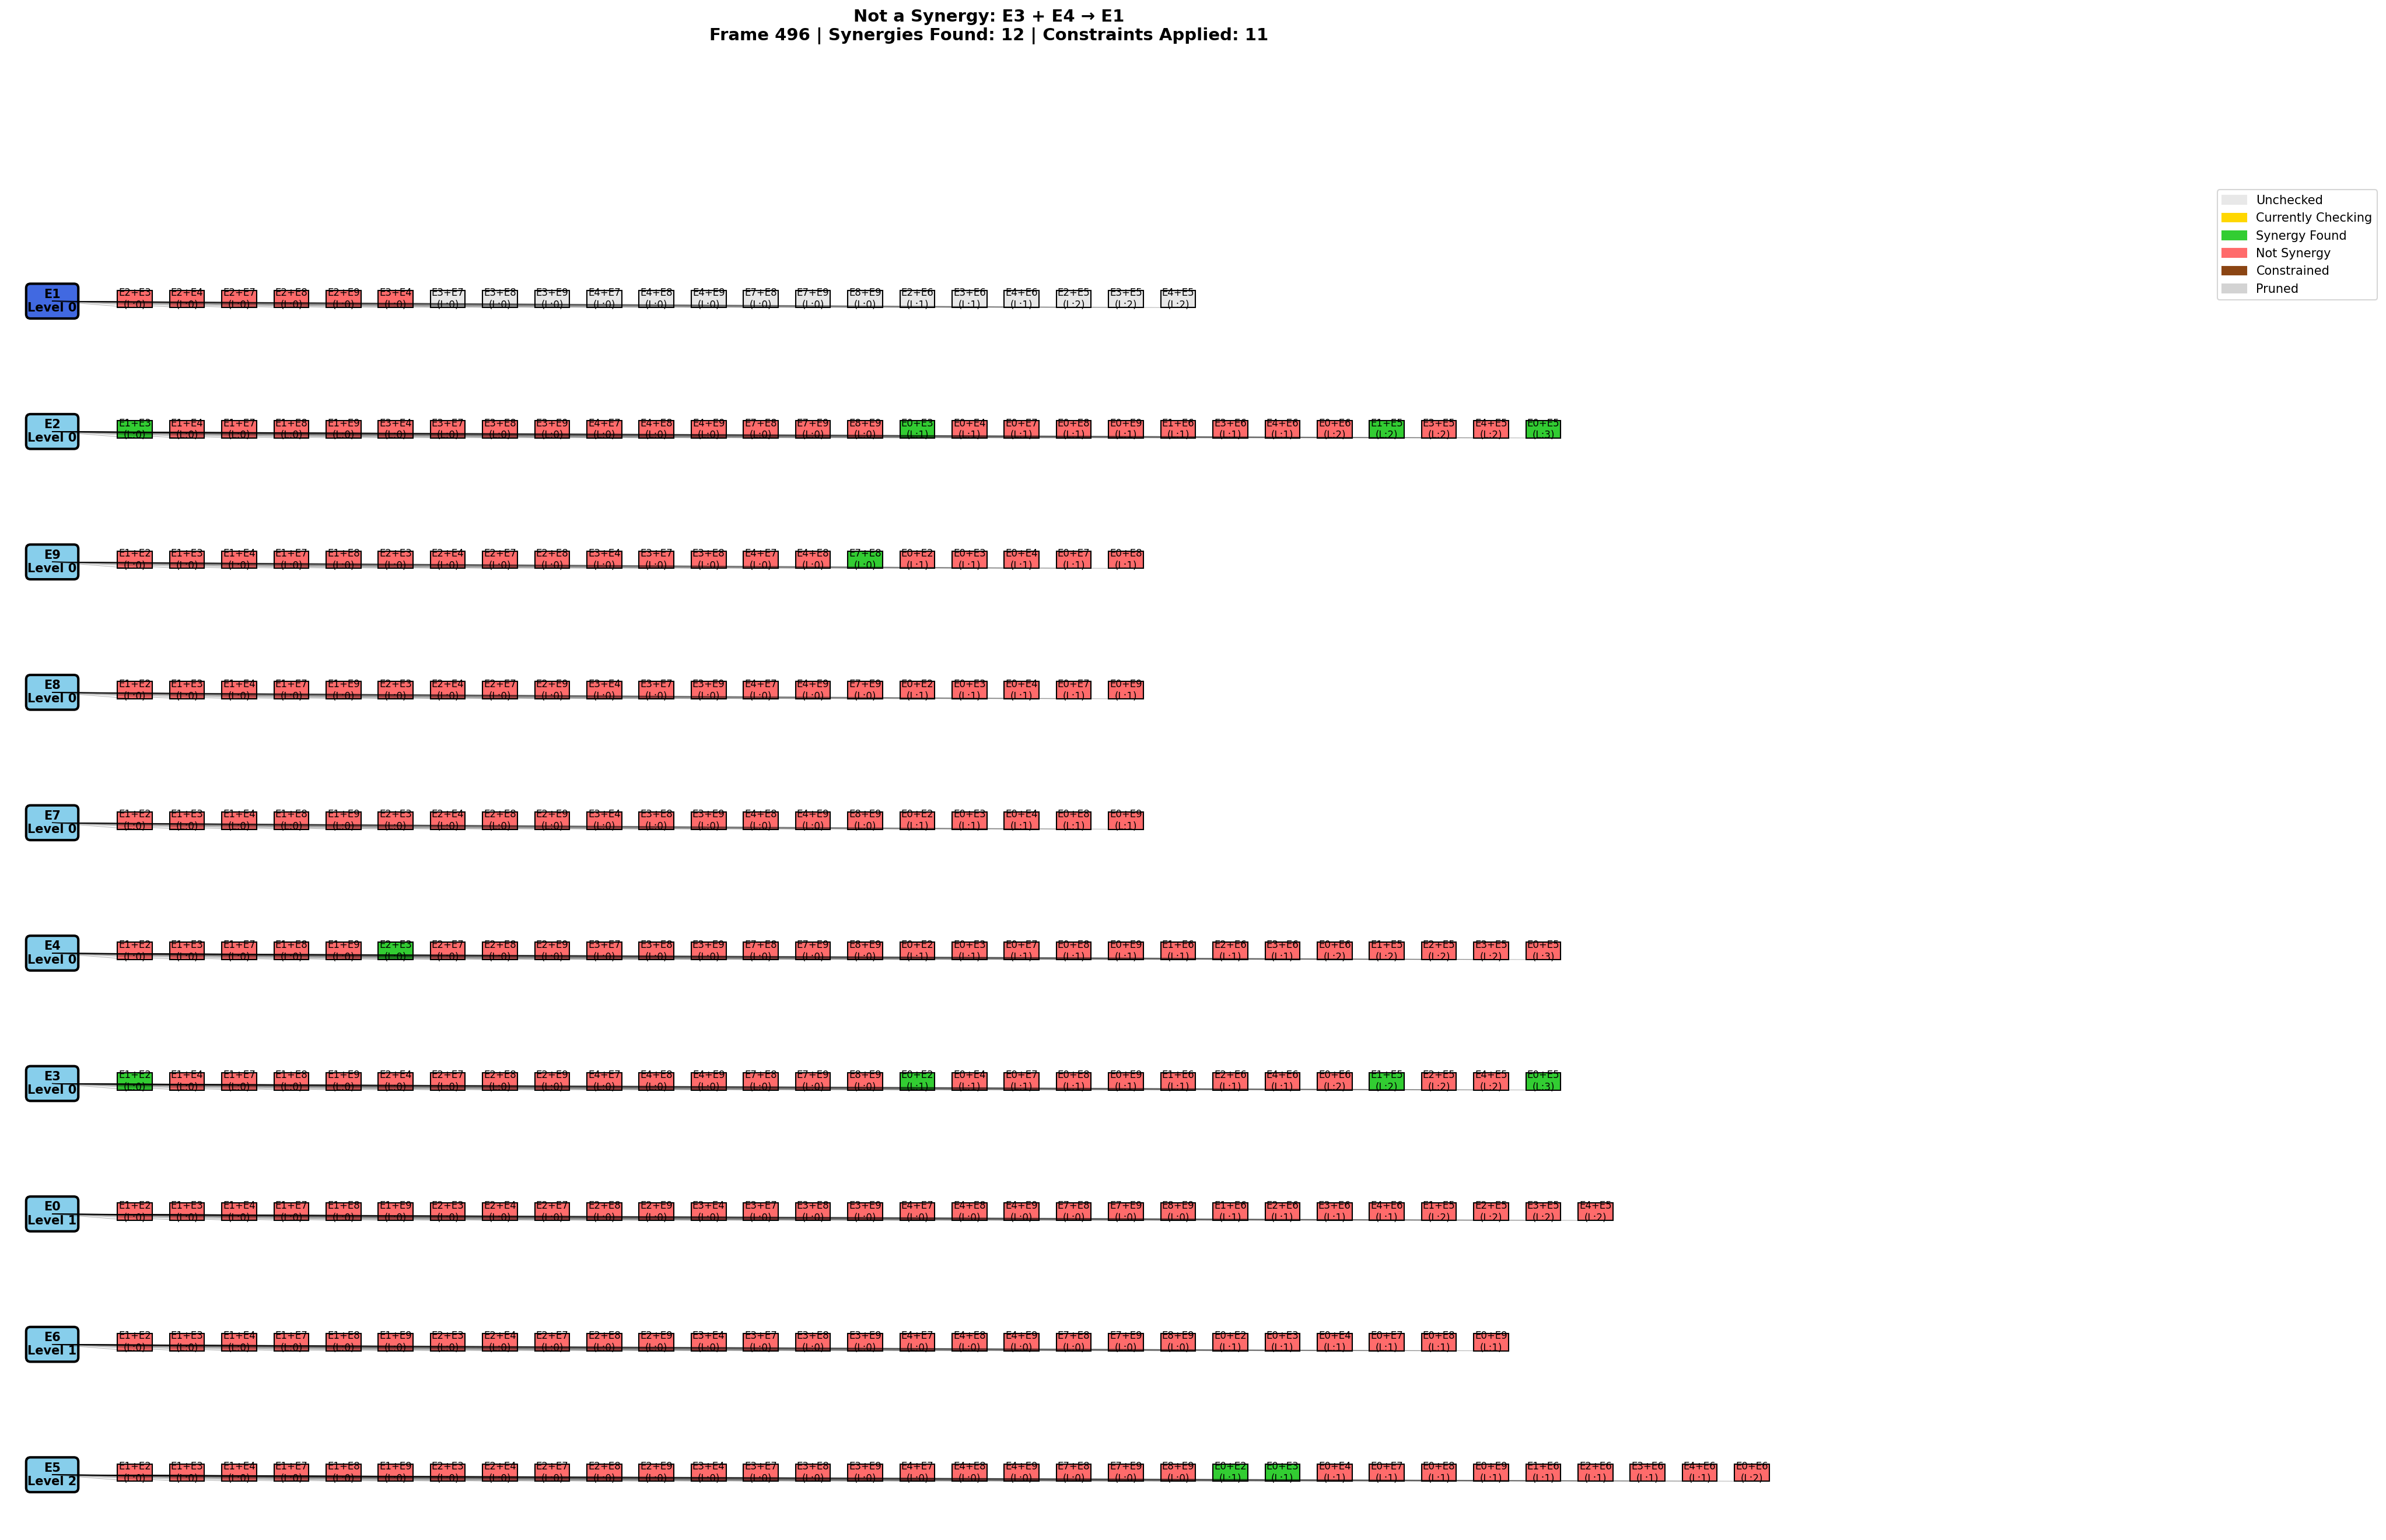 Not a Synergy: E3 + E4 → E1
Frame 496 | Synergies Found: 12 | Constraints Applied: 11
Unchecked
Currently Checking
Synergy Found
Not Synergy
Constrained
Pruned
E1 E2+E3 E2+E4 E2+E7 E2+E8 E2+E9 E3+E4 E3+E7 E3+E8 E3+E9 E4+E7 E4+E8 E4+E9 E7+E8 E7+E9 E8+E9 E2+E6 E3+E6 E4+E6 E2+E5 E3+E5 E4+E5
Level 0 (L:0) (L:0) (L:0) (L:0) (L:0) (L:0) (L:0) (L:0) (L:0) (L:0) (L:0) (L:0) (L:0) (L:0) (L:0) (L:1) (L:1) (L:1) (L:2) (L:2) (L:2)
E2 E1+E3 E1+E4 E1+E7 E1+E8 E1+E9 E3+E4 E3+E7 E3+E8 E3+E9 E4+E7 E4+E8 E4+E9 E7+E8 E7+E9 E8+E9 E0+E3 E0+E4 E0+E7 E0+E8 E0+E9 E1+E6 E3+E6 E4+E6 E0+E6 E1+E5 E3+E5 E4+E5 E0+E5
Level 0 (L:0) (L:0) (L:0) (L:0) (L:0) (L:0) (L:0) (L:0) (L:0) (L:0) (L:0) (L:0) (L:0) (L:0) (L:0) (L:1) (L:1) (L:1) (L:1) (L:1) (L:1) (L:1) (L:1) (L:2) (L:2) (L:2) (L:2) (L:3)
E9 E1+E2 E1+E3 E1+E4 E1+E7 E1+E8 E2+E3 E2+E4 E2+E7 E2+E8 E3+E4 E3+E7 E3+E8 E4+E7 E4+E8 E7+E8 E0+E2 E0+E3 E0+E4 E0+E7 E0+E8
Level 0 (L:0) (L:0) (L:0) (L:0) (L:0) (L:0) (L:0) (L:0) (L:0) (L:0) (L:0) (L:0) (L:0) (L:0) (L:0) (L:1) (L:1) (L:1) (L:1) (L:1)
E8 E1+E2 E1+E3 E1+E4 E1+E7 E1+E9 E2+E3 E2+E4 E2+E7 E2+E9 E3+E4 E3+E7 E3+E9 E4+E7 E4+E9 E7+E9 E0+E2 E0+E3 E0+E4 E0+E7 E0+E9
Level 0 (L:0) (L:0) (L:0) (L:0) (L:0) (L:0) (L:0) (L:0) (L:0) (L:0) (L:0) (L:0) (L:0) (L:0) (L:0) (L:1) (L:1) (L:1) (L:1) (L:1)
E7 E1+E2 E1+E3 E1+E4 E1+E8 E1+E9 E2+E3 E2+E4 E2+E8 E2+E9 E3+E4 E3+E8 E3+E9 E4+E8 E4+E9 E8+E9 E0+E2 E0+E3 E0+E4 E0+E8 E0+E9
Level 0 (L:0) (L:0) (L:0) (L:0) (L:0) (L:0) (L:0) (L:0) (L:0) (L:0) (L:0) (L:0) (L:0) (L:0) (L:0) (L:1) (L:1) (L:1) (L:1) (L:1)
E4 E1+E2 E1+E3 E1+E7 E1+E8 E1+E9 E2+E3 E2+E7 E2+E8 E2+E9 E3+E7 E3+E8 E3+E9 E7+E8 E7+E9 E8+E9 E0+E2 E0+E3 E0+E7 E0+E8 E0+E9 E1+E6 E2+E6 E3+E6 E0+E6 E1+E5 E2+E5 E3+E5 E0+E5
Level 0 (L:0) (L:0) (L:0) (L:0) (L:0) (L:0) (L:0) (L:0) (L:0) (L:0) (L:0) (L:0) (L:0) (L:0) (L:0) (L:1) (L:1) (L:1) (L:1) (L:1) (L:1) (L:1) (L:1) (L:2) (L:2) (L:2) (L:2) (L:3)
E3 E1+E2 E1+E4 E1+E7 E1+E8 E1+E9 E2+E4 E2+E7 E2+E8 E2+E9 E4+E7 E4+E8 E4+E9 E7+E8 E7+E9 E8+E9 E0+E2 E0+E4 E0+E7 E0+E8 E0+E9 E1+E6 E2+E6 E4+E6 E0+E6 E1+E5 E2+E5 E4+E5 E0+E5
Level 0 (L:0) (L:0) (L:0) (L:0) (L:0) (L:0) (L:0) (L:0) (L:0) (L:0) (L:0) (L:0) (L:0) (L:0) (L:0) (L:1) (L:1) (L:1) (L:1) (L:1) (L:1) (L:1) (L:1) (L:2) (L:2) (L:2) (L:2) (L:3)
E0 E1+E2 E1+E3 E1+E4 E1+E7 E1+E8 E1+E9 E2+E3 E2+E4 E2+E7 E2+E8 E2+E9 E3+E4 E3+E7 E3+E8 E3+E9 E4+E7 E4+E8 E4+E9 E7+E8 E7+E9 E8+E9 E1+E6 E2+E6 E3+E6 E4+E6 E1+E5 E2+E5 E3+E5 E4+E5
Level 1 (L:0) (L:0) (L:0) (L:0) (L:0) (L:0) (L:0) (L:0) (L:0) (L:0) (L:0) (L:0) (L:0) (L:0) (L:0) (L:0) (L:0) (L:0) (L:0) (L:0) (L:0) (L:1) (L:1) (L:1) (L:1) (L:2) (L:2) (L:2) (L:2)
E6 E1+E2 E1+E3 E1+E4 E1+E7 E1+E8 E1+E9 E2+E3 E2+E4 E2+E7 E2+E8 E2+E9 E3+E4 E3+E7 E3+E8 E3+E9 E4+E7 E4+E8 E4+E9 E7+E8 E7+E9 E8+E9 E0+E2 E0+E3 E0+E4 E0+E7 E0+E8 E0+E9
Level 1 (L:0) (L:0) (L:0) (L:0) (L:0) (L:0) (L:0) (L:0) (L:0) (L:0) (L:0) (L:0) (L:0) (L:0) (L:0) (L:0) (L:0) (L:0) (L:0) (L:0) (L:0) (L:1) (L:1) (L:1) (L:1) (L:1) (L:1)
E5 E1+E2 E1+E3 E1+E4 E1+E7 E1+E8 E1+E9 E2+E3 E2+E4 E2+E7 E2+E8 E2+E9 E3+E4 E3+E7 E3+E8 E3+E9 E4+E7 E4+E8 E4+E9 E7+E8 E7+E9 E8+E9 E0+E2 E0+E3 E0+E4 E0+E7 E0+E8 E0+E9 E1+E6 E2+E6 E3+E6 E4+E6 E0+E6
Level 2 (L:0) (L:0) (L:0) (L:0) (L:0) (L:0) (L:0) (L:0) (L:0) (L:0) (L:0) (L:0) (L:0) (L:0) (L:0) (L:0) (L:0) (L:0) (L:0) (L:0) (L:0) (L:1) (L:1) (L:1) (L:1) (L:1) (L:1) (L:1) (L:1) (L:1) (L:1) (L:2)